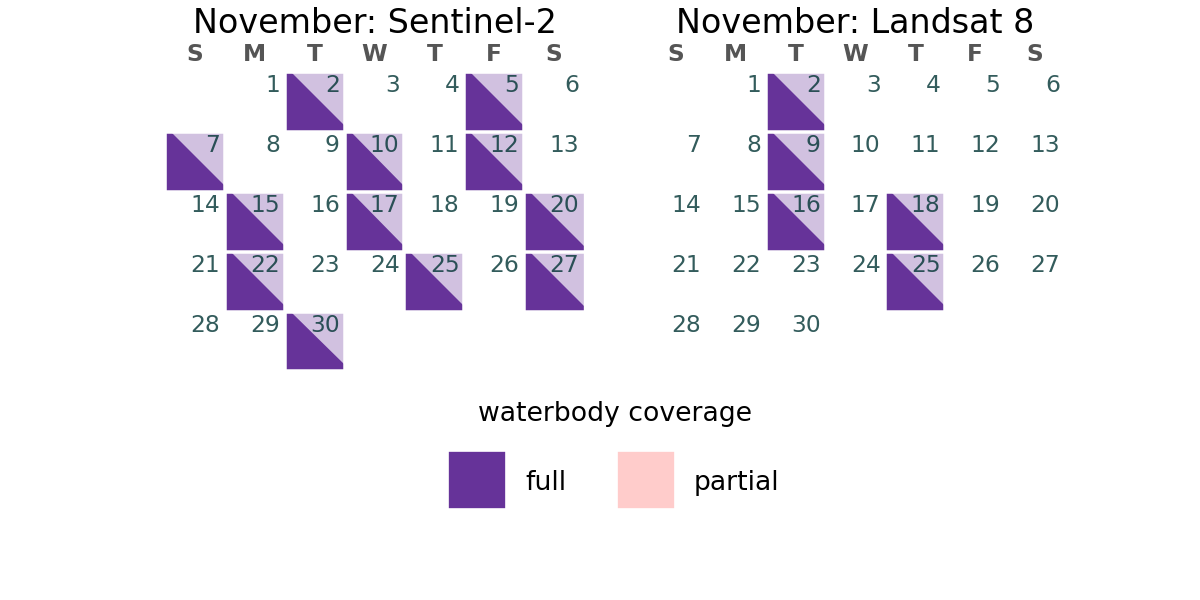 November: Sentinel-2
S M T W T F S
1 2 3 4 5 6
7 8 9 10 11 12 13
14 15 16 17 18 19 20
21 22 23 24 25 26 27
28 29 30
November: Landsat 8
S M T W T F S
1 2 3 4 5 6
7 8 9 10 11 12 13
14 15 16 17 18 19 20
21 22 23 24 25 26 27
28 29 30
waterbody coverage
full partial